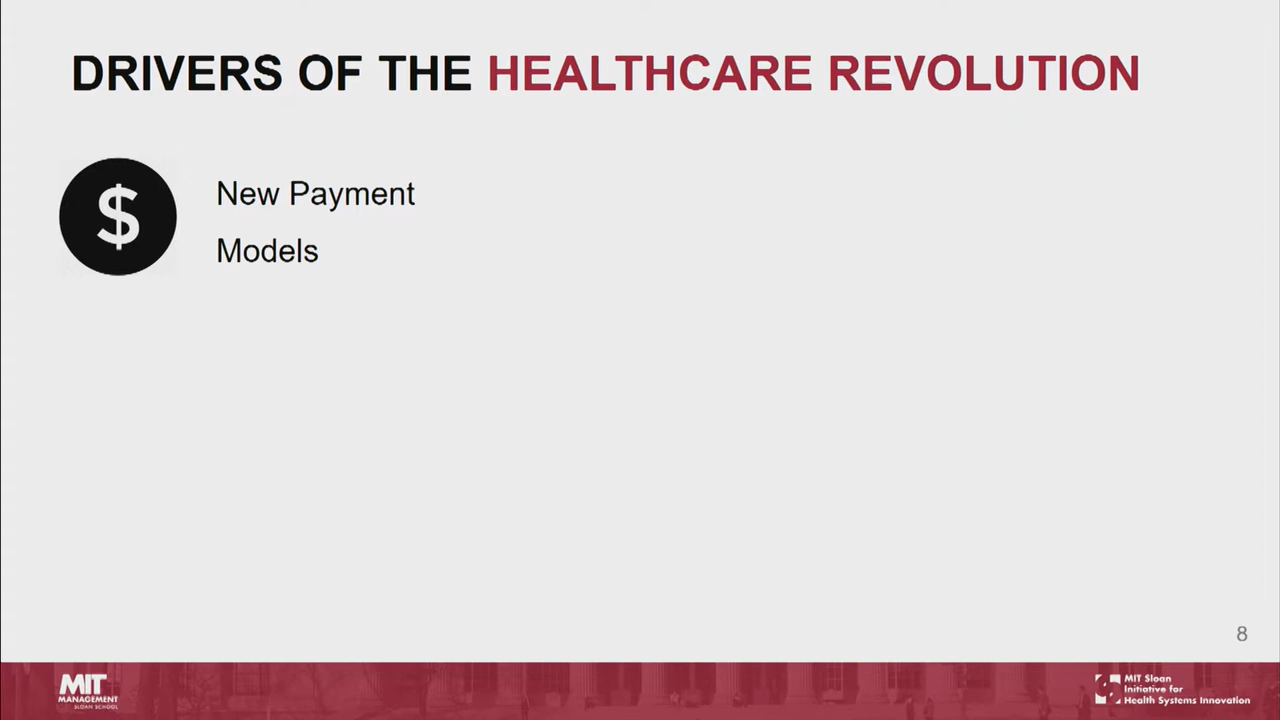 DRIVERS OF THE HEALTHCARE REVOLUTION
$
New Payment
Models
8
MIT
MANAGEMENT
SLOAN SCHOOL
MIT Sloan
Initiative for
Health Systems Innovation